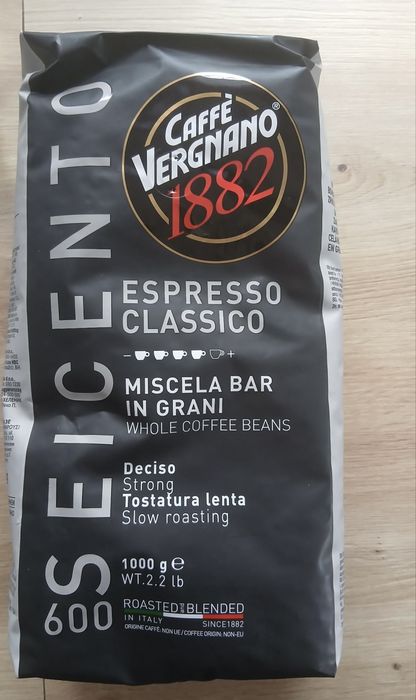 SEICENTO
600
CAFFÈ
VERGNANO®
1882
ESPRESSO
CLASSICO
- +
MISCELA BAR
IN GRANI
WHOLE COFFEE BEANS
Deciso
Strong
Tostatura lenta
Slow roasting
1000 g e
WT.2.2 lb
ROASTED AND BLENDED
IN ITALY SINCE1882
ORIGINE CAFFÈ: NON UE / COFFEE ORIGIN: NON-EU